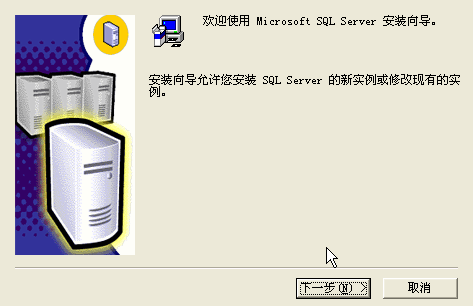 欢迎使用 Microsoft SQL Server 安装向导。
安装向导允许您安装 SQL Server 的新实例或修改现有的实
例。
下一步(N) >
取消